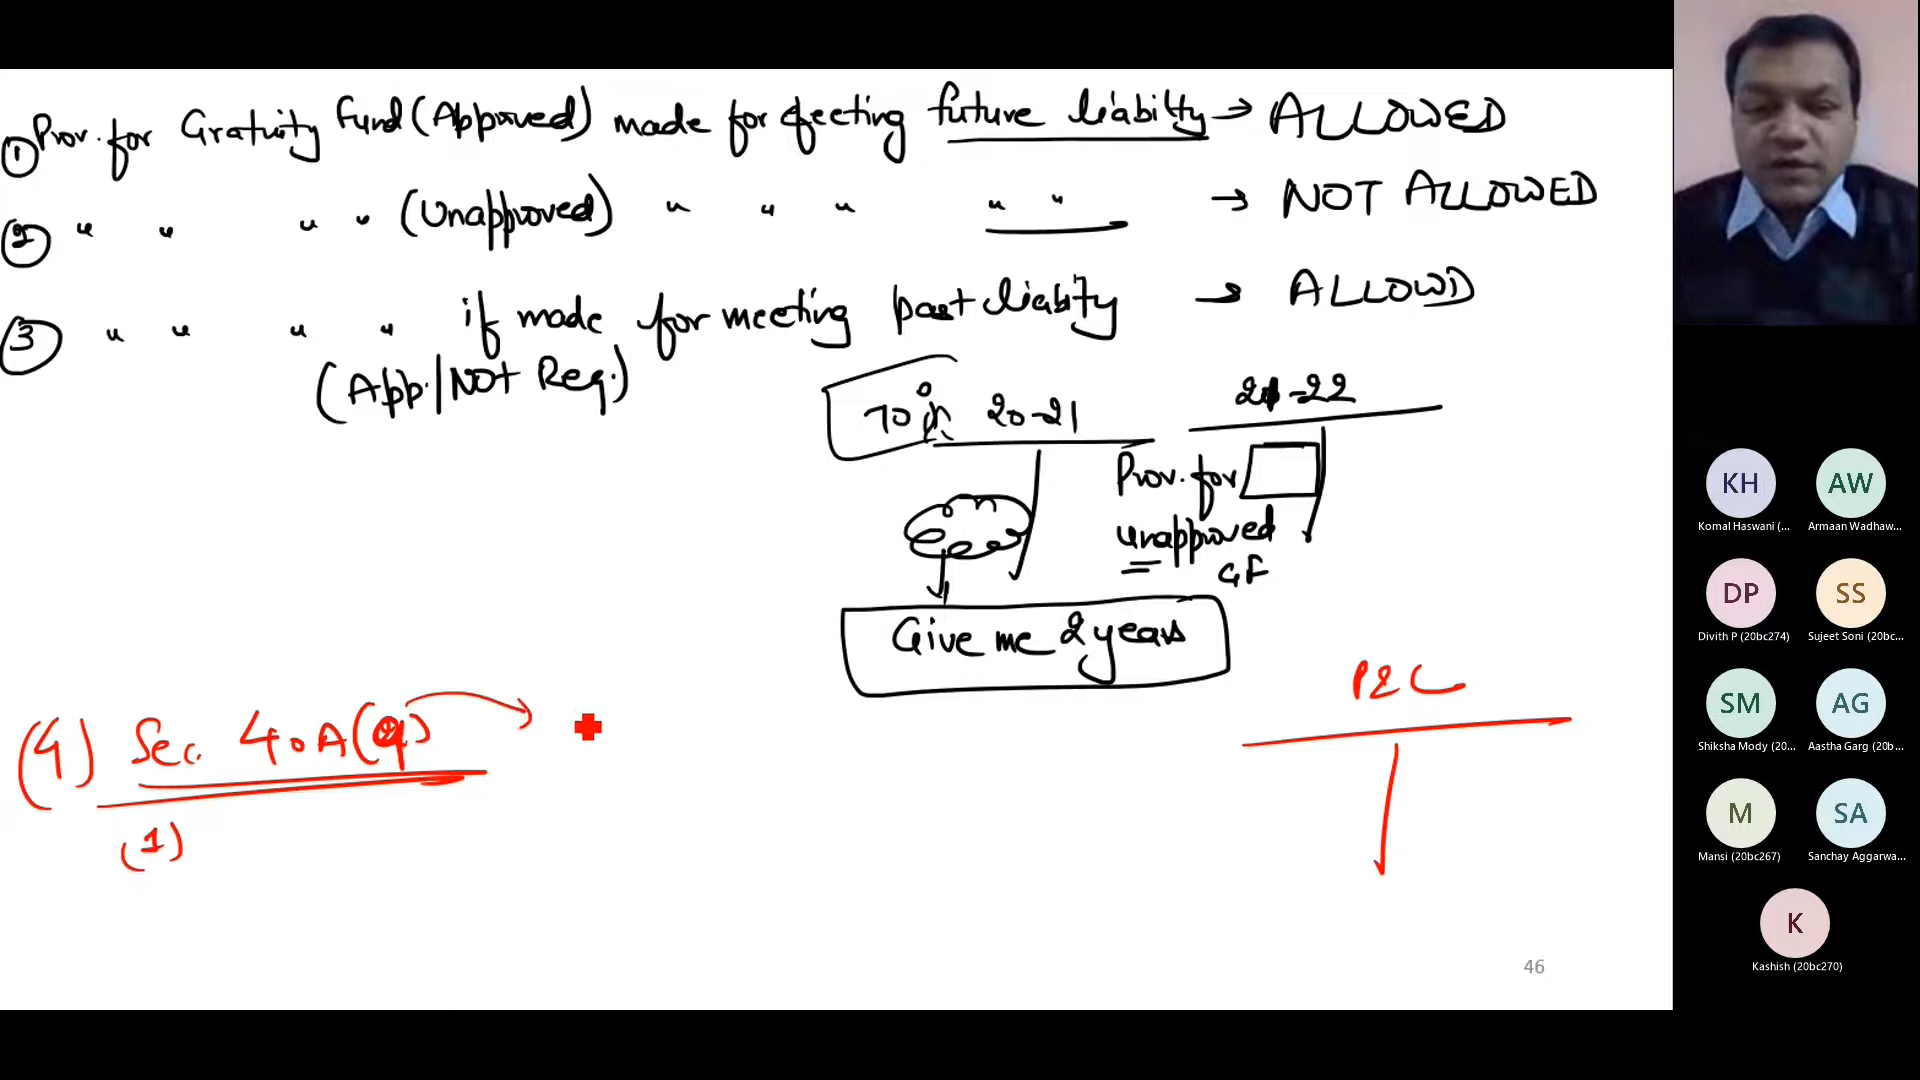 ① Prov. for Gratuity Fund (Approved) made for meeting future liability → ALLOWED
② " " " " (Unapproved) " " " " " → NOT ALLOWED
③ " " " " if made for meeting past liability → ALLOWD
(App. | NOT Req.)
70 in 20-21
21-22
Prov. for
unapproved
GF
Give me 2 years
P & L
(4) Sec. 40A(9) →
(1)
46
KH
Komal Haswani (...
AW
Armaan Wadhaw...
DP
Divith P (20bc274)
SS
Sujeet Soni (20bc...
SM
Shiksha Mody (20...
AG
Aastha Garg (20b...
M
Mansi (20bc267)
SA
Sanchay Aggarwa...
K
Kashish (20bc270)